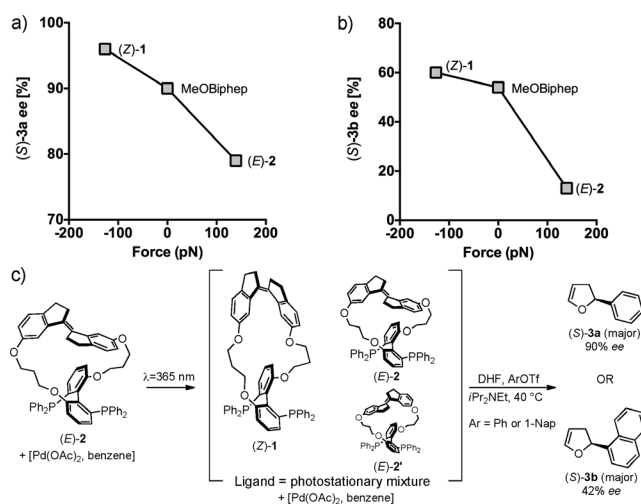 a)
(S)-3a ee [%]
100
90
80
70
(Z)-1
MeOBiphep
(E)-2
-200 -100 0 100 200
Force (pN)
b)
(S)-3b ee [%]
80
60
40
20
0
(Z)-1
MeOBiphep
(E)-2
-200 -100 0 100 200
Force (pN)
c)
O
O
O
O
Ph2P
PPh2
(E)-2
+ [Pd(OAc)2, benzene]
λ=365 nm
O
O
O
O
Ph2P
PPh2
(Z)-1
O
O
O
O
Ph2P
PPh2
(E)-2
O
O
O
O
Ph2P
PPh2
(E)-2'
Ligand = photostationary mixture
+ [Pd(OAc)2, benzene]
DHF, ArOTf
iPr2NEt, 40 °C
Ar = Ph or 1-Nap
O
(S)-3a (major)
90% ee
OR
O
(S)-3b (major)
42% ee